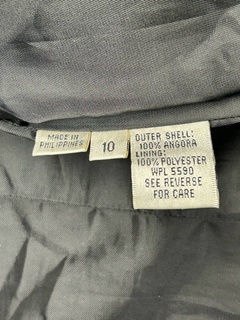 MADE IN
PHILIPPINES
10
OUTER SHELL:
100% ANGORA
LINING:
100% POLYESTER
WPL 5590
SEE REVERSE
FOR CARE